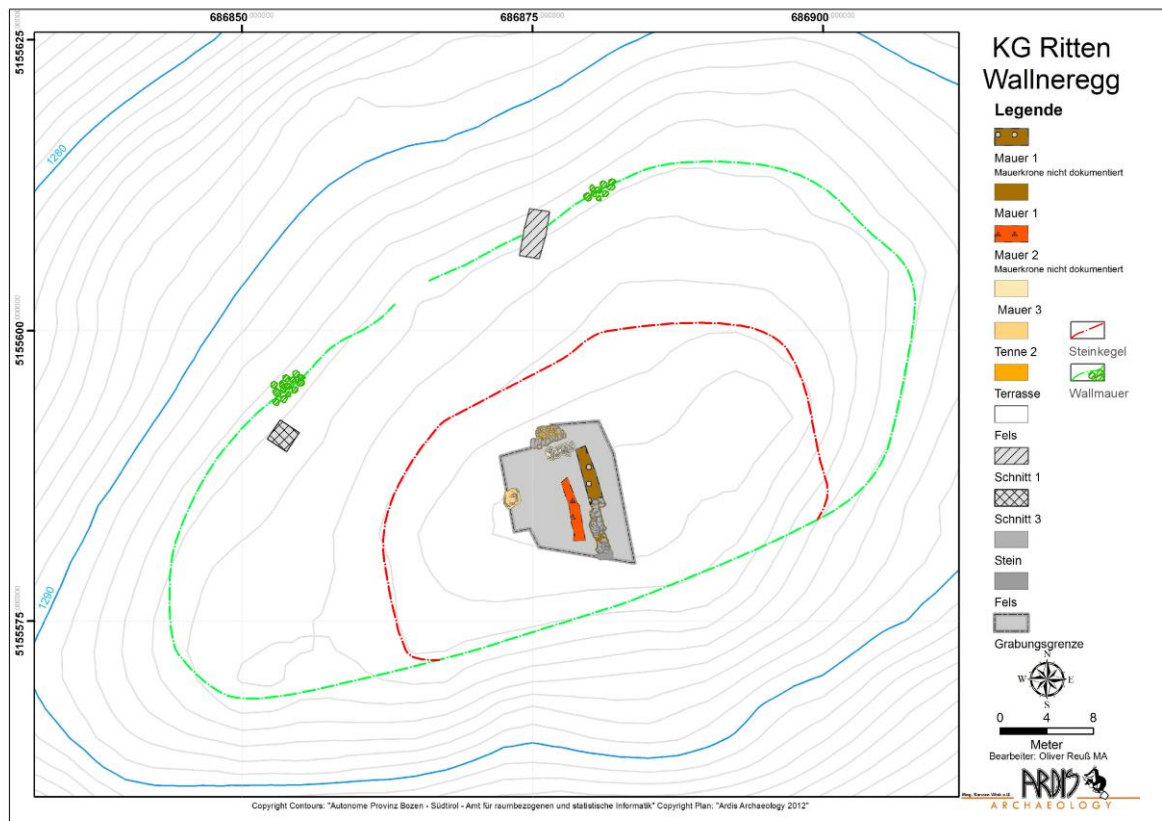 686850,000000
686875,000000
686900,000000
5155625
5155600
5155575
1280
1290
KG Ritten
Wallneregg
Legende
Mauer 1
Mauerkrone nicht dokumentiert
Mauer 1
Mauer 2
Mauerkrone nicht dokumentiert
Mauer 3
Tenne 2
Steinkegel
Terrasse
Wallmauer
Fels
Schnitt 1
Schnitt 3
Stein
Fels
Grabungsgrenze
N
W E
S
0 4 8
Meter
Bearbeiter: Oliver Reuß MA
ARDIS
ARCHAEOLOGY
Copyright Contours: "Autonome Provinz Bozen - Südtirol - Amt für raumbezogenen und statistische Informatik" Copyright Plan: "Ardis Archaeology 2012"